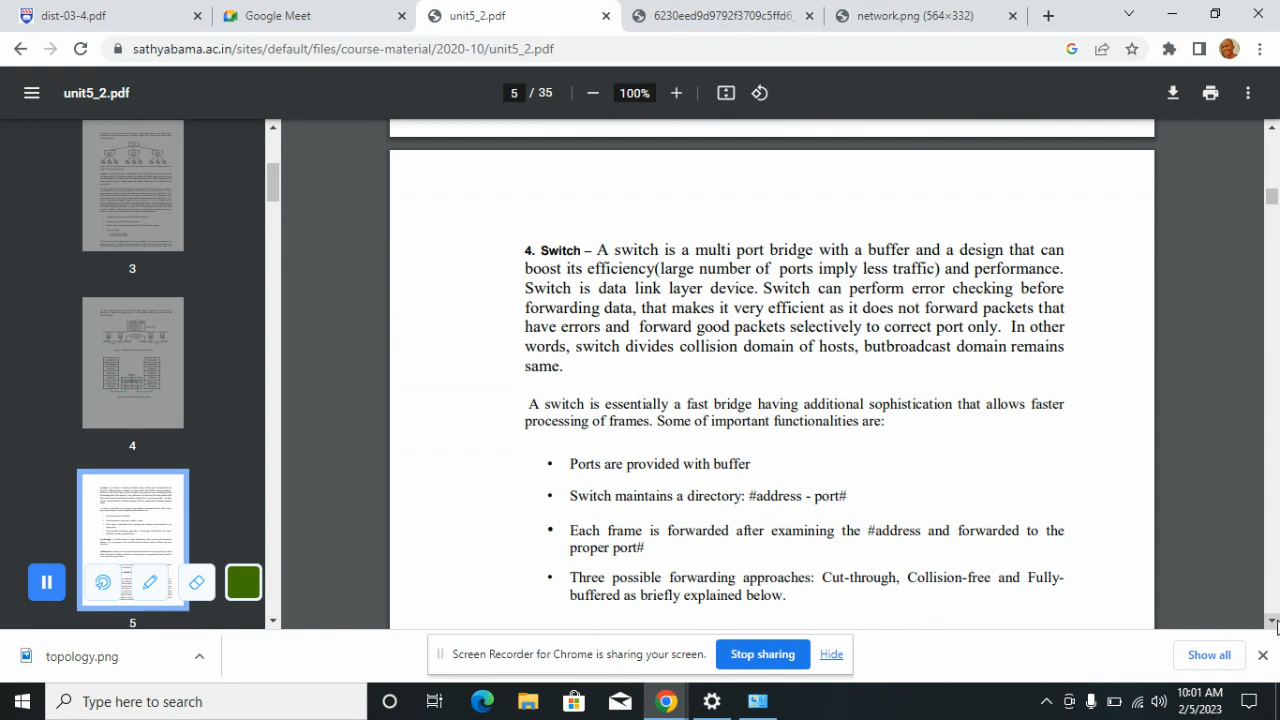 dist-03-4.pdf
Google Meet
unit5_2.pdf
6230eed9d9792f3709c5ffd6_
network.png (564×332)
sathyabama.ac.in/sites/default/files/course-material/2020-10/unit5_2.pdf
unit5_2.pdf
5 / 35
100%
3
4
5
4. Switch – A switch is a multi port bridge with a buffer and a design that can
boost its efficiency(large number of ports imply less traffic) and performance.
Switch is data link layer device. Switch can perform error checking before
forwarding data, that makes it very efficient as it does not forward packets that
have errors and forward good packets selectively to correct port only. In other
words, switch divides collision domain of hosts, butbroadcast domain remains
same.
A switch is essentially a fast bridge having additional sophistication that allows faster
processing of frames. Some of important functionalities are:
• Ports are provided with buffer
• Switch maintains a directory: #address - port#
• Each frame is forwarded after examining the #address and forwarded to the
proper port#
• Three possible forwarding approaches: Cut-through, Collision-free and Fully-
buffered as briefly explained below.
topology.png
Screen Recorder for Chrome is sharing your screen.
Stop sharing
Hide
Show all
Type here to search
10:01 AM
2/5/2023